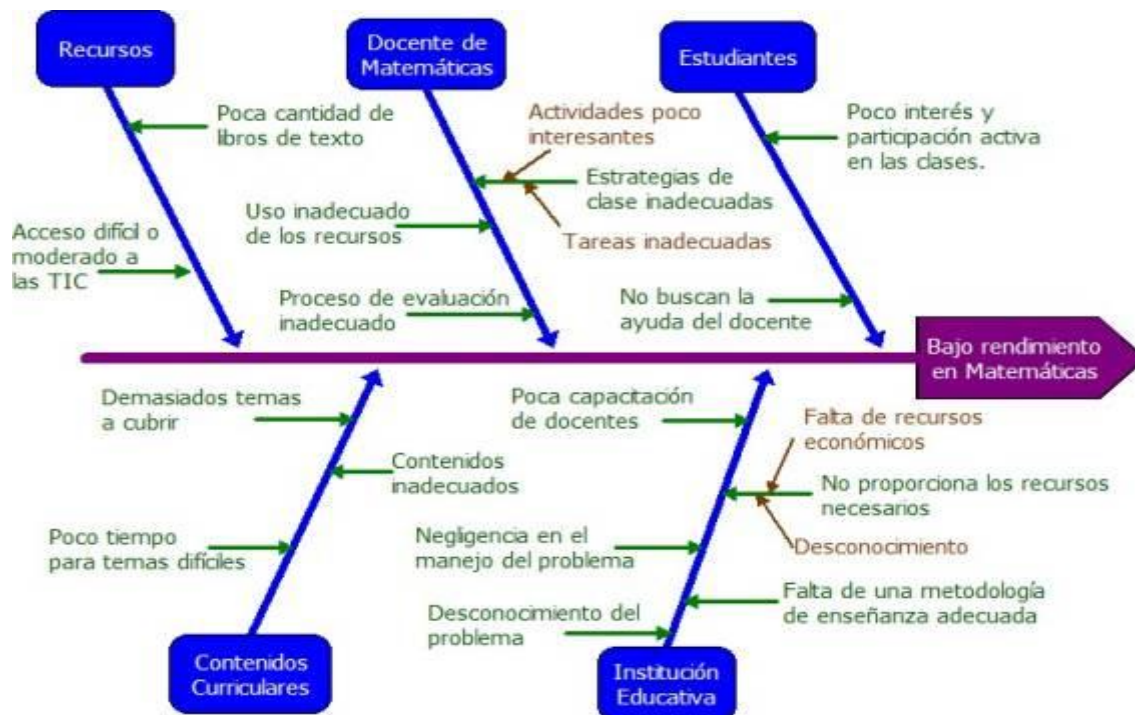 Recursos
Docente de
Matemáticas
Estudiantes
Poca cantidad de
libros de texto
Actividades poco
interesantes
Poco interés y
participación activa
en las clases.
Estrategias de
clase inadecuadas
Uso inadecuado
de los recursos
Tareas inadecuadas
Acceso difícil o
moderado a
las TIC
Proceso de evaluación
inadecuado
No buscan la
ayuda del docente
Bajo rendimiento
en Matemáticas
Demasiados temas
a cubrir
Poca capacitación
de docentes
Falta de recursos
económicos
Contenidos
inadecuados
No proporciona los recursos
necesarios
Poco tiempo
para temas difíciles
Negligencia en el
manejo del problema
Desconocimiento
Falta de una metodología
de enseñanza adecuada
Desconocimiento del
problema
Contenidos
Curriculares
Institución
Educativa